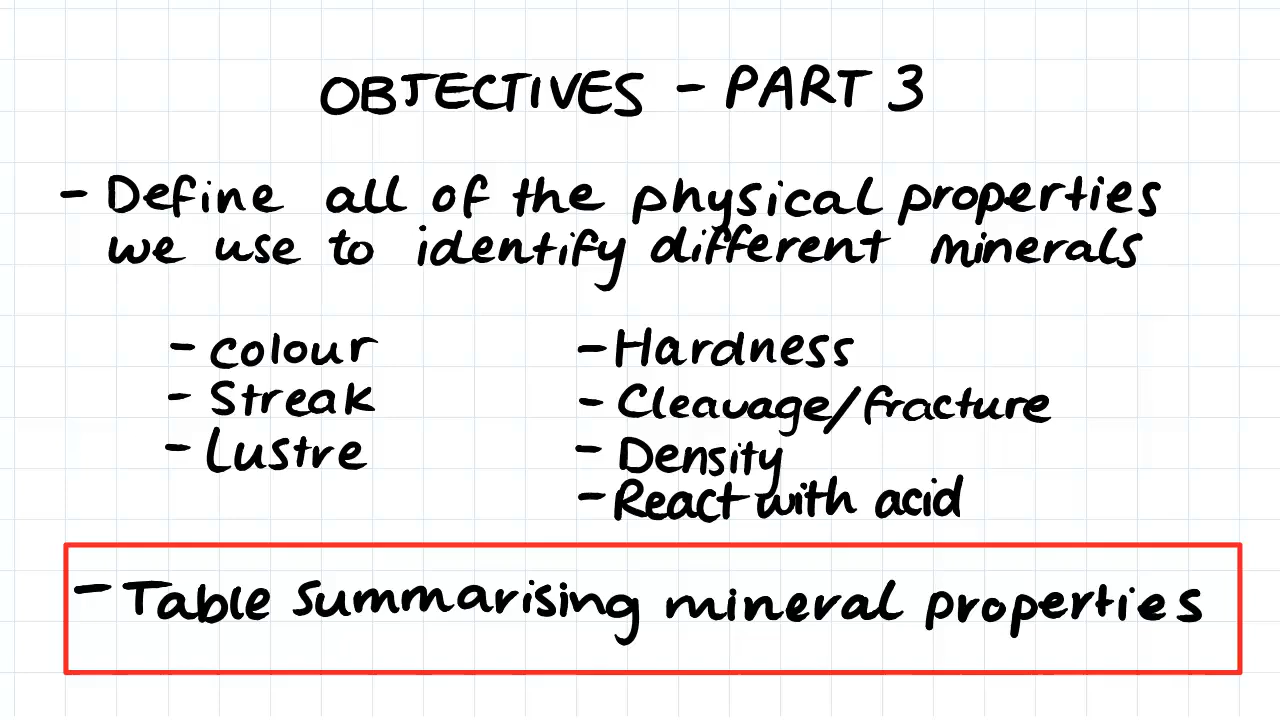 OBJECTIVES - PART 3
- Define all of the physical properties
we use to identify different minerals
- colour
- Streak
- Lustre
- Hardness
- Cleavage/fracture
- Density
- React with acid
- Table summarising mineral properties